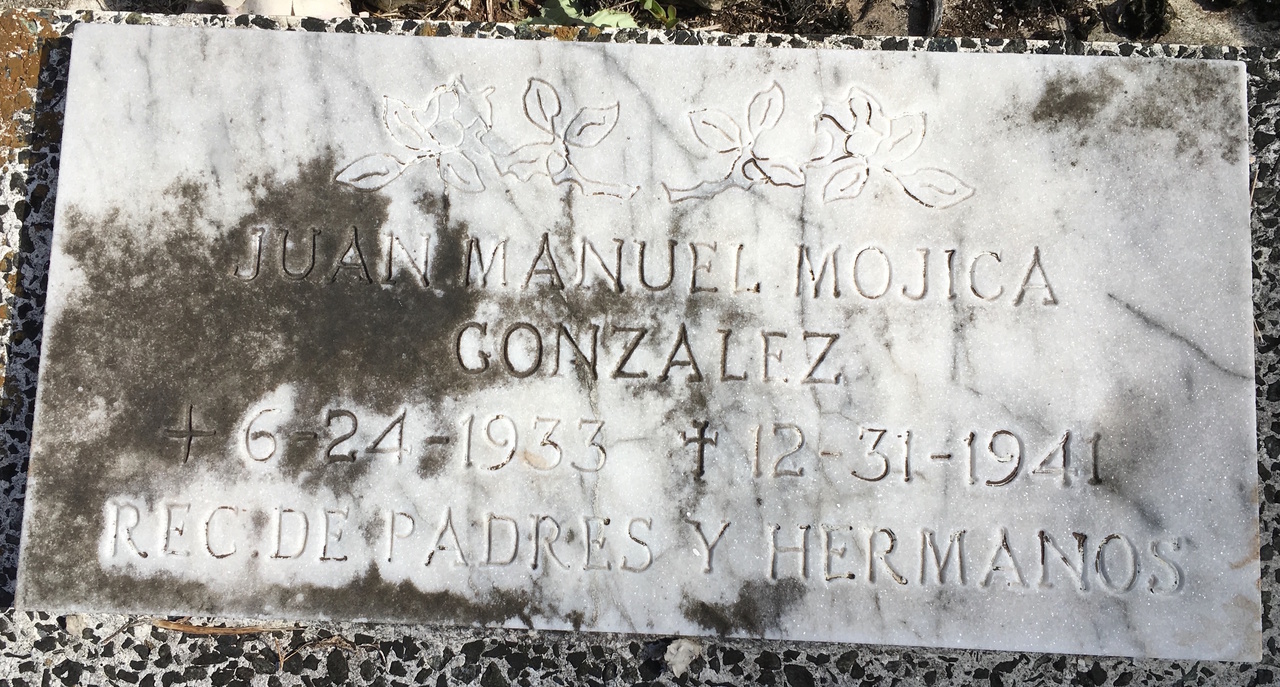 JUAN MANUEL MOJICA
GONZALEZ
+ 6-24-1933 ✝ 12-31-1941
REC. DE PADRES Y HERMANOS